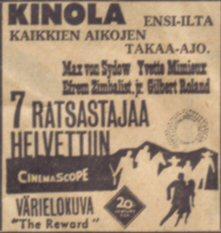 KINOLA ENSI-ILTA
KAIKKIEN AIKOJEN
TAKAA-AJO.
Max von Sydow Yvette Mimieux
Efrem Zimbalist, jr. Gilbert Roland
7 RATSASTAJAA
HELVETTIIN
CINEMASCOPE
VÄRIELOKUVA
"The Reward"
20